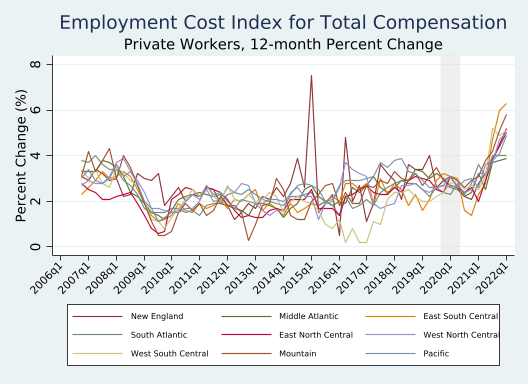 Employment Cost Index for Total Compensation
Private Workers, 12-month Percent Change
Percent Change (%)
8
6
4
2
0
2006q1
2007q1
2008q1
2009q1
2010q1
2011q1
2012q1
2013q1
2014q1
2015q1
2016q1
2017q1
2018q1
2019q1
2020q1
2021q1
2022q1
New England
Middle Atlantic
East South Central
South Atlantic
East North Central
West North Central
West South Central
Mountain
Pacific